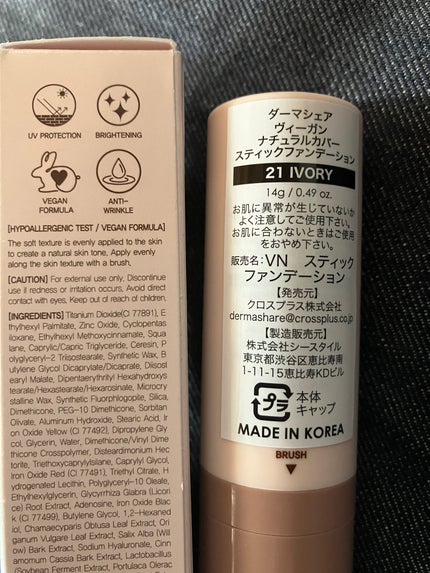 UV PROTECTION
BRIGHTENING
VEGAN
FORMULA
ANTI-
WRINKLE
[HYPOALLERGENIC TEST / VEGAN FORMULA]
The soft texture is evenly applied to the skin
to create a natural skin tone, Apply evenly
along the skin texture with a brush.
[CAUTION] For external use only, Discontinue
use if redness or irritation occurs, Avoid direct
contact with eyes, Keep out of reach of children.
[INGREDIENTS] Titanium Dioxide(CI 77891), E
thylhexyl Palmitate, Zinc Oxide, Cyclopentas
iloxane, Ethylhexyl Methoxycinnamate, Squa
lane, Caprylic/Capric Triglyceride, Ceresin, P
olyglyceryl-2 Triisostearate, Synthetic Wax, B
utylene Glycol Dicaprylate/Dicaprate, Diisost
earyl Malate, Dipentaerythrityl Hexahydroxys
tearate/Hexastearate/Hexarosinate, Microcry
stalline Wax, Synthetic Fluorphlogopite, Silica,
Dimethicone, PEG-10 Dimethicone, Sorbitan
Olivate, Aluminum Hydroxide, Stearic Acid, Ir
on Oxide Yellow (CI 77492), Dipropylene Gly
col, Glycerin, Water, Dimethicone/Vinyl Dime
thicone Crosspolymer, Disteardimonium Hec
torite, Triethoxycaprylylsilane, Caprylyl Glycol,
Iron Oxide Red (CI 77491), Triethyl Citrate, H
ydrogenated Lecithin, Polyglyceryl-10 Oleate,
Ethylhexylglycerin, Glycyrrhiza Glabra (Licor
ice) Root Extract, Adenosine, Iron Oxide Blac
k (CI 77499), Butylene Glycol, 1,2-Hexaned
iol, Chamaecyparis Obtusa Leaf Extract, Ori
ganum Vulgare Leaf Extract, Salix Alba (Will
ow) Bark Extract, Sodium Hyaluronate, Cinn
amomum Cassia Bark Extract, Lactobacillus
/Soybean Ferment Extract, Portulaca Olerac
ダーマシェア
ヴィーガン
ナチュラルカバー
スティックファンデーション
21 IVORY
14g / 0.49 oz.
お肌に異常が生じていないか
よく注意してご使用下さい。
お肌に合わないときはご使用
をおやめ下さい。
販売名：VN スティック
ファンデーション
【発売元】
クロスプラス株式会社
dermashare@crossplus.co.jp
【製造販売元】
株式会社シースタイル
東京都渋谷区恵比寿南
1-11-15恵比寿KDビル
プラ
本体
キャップ
MADE IN KOREA
BRUSH